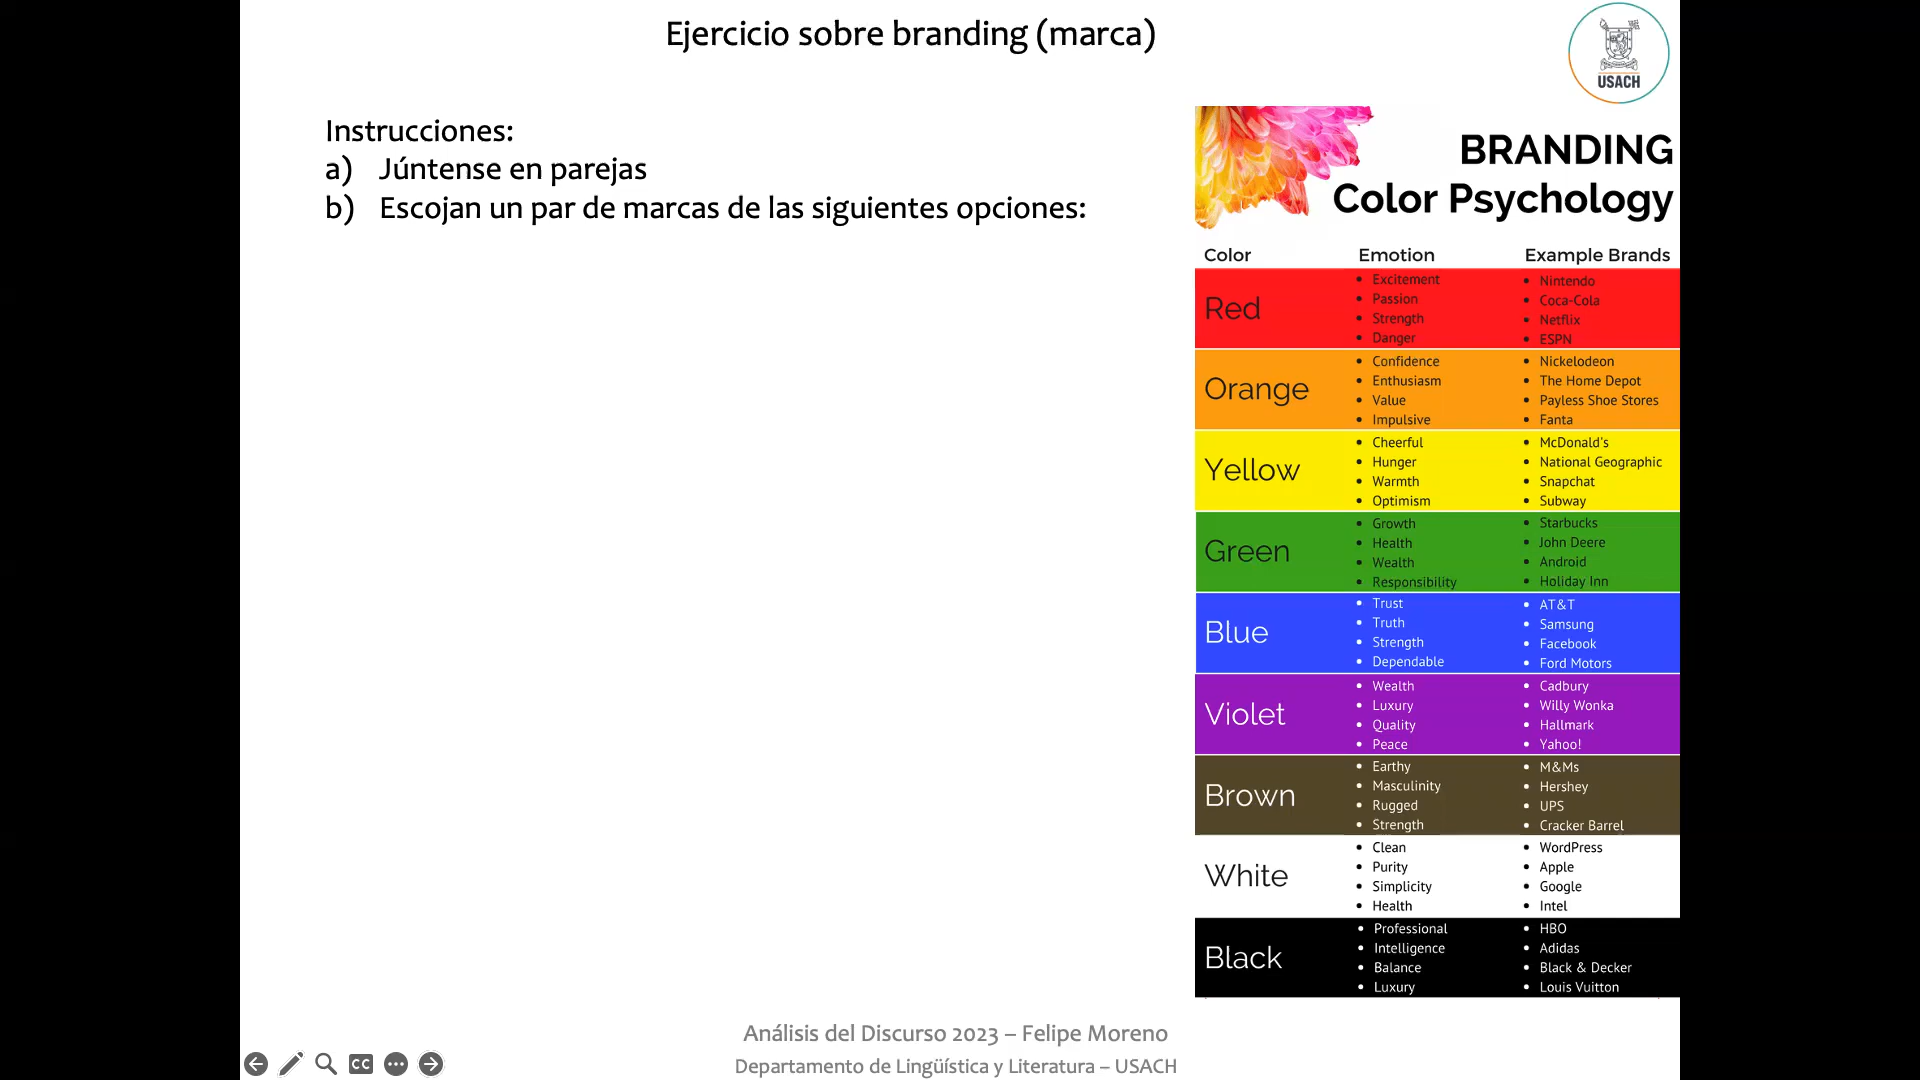 Ejercicio sobre branding (marca)
USACH
Instrucciones:
a) Júntense en parejas
b) Escojan un par de marcas de las siguientes opciones:
BRANDING
Color Psychology
Color Emotion Example Brands
Red
• Excitement
• Passion
• Strength
• Danger
• Nintendo
• Coca-Cola
• Netflix
• ESPN
Orange
• Confidence
• Enthusiasm
• Value
• Impulsive
• Nickelodeon
• The Home Depot
• Payless Shoe Stores
• Fanta
Yellow
• Cheerful
• Hunger
• Warmth
• Optimism
• McDonald's
• National Geographic
• Snapchat
• Subway
Green
• Growth
• Health
• Wealth
• Responsibility
• Starbucks
• John Deere
• Android
• Holiday Inn
Blue
• Trust
• Truth
• Strength
• Dependable
• AT&T
• Samsung
• Facebook
• Ford Motors
Violet
• Wealth
• Luxury
• Quality
• Peace
• Cadbury
• Willy Wonka
• Hallmark
• Yahoo!
Brown
• Earthy
• Masculinity
• Rugged
• Strength
• M&Ms
• Hershey
• UPS
• Cracker Barrel
White
• Clean
• Purity
• Simplicity
• Health
• WordPress
• Apple
• Google
• Intel
Black
• Professional
• Intelligence
• Balance
• Luxury
• HBO
• Adidas
• Black & Decker
• Louis Vuitton
Análisis del Discurso 2023 – Felipe Moreno
Departamento de Lingüística y Literatura – USACH
CC